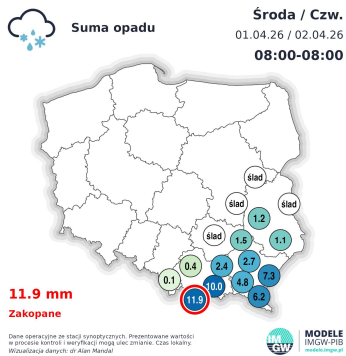 Suma opadu
Środa / Czw.
01.04.26 / 02.04.26
08:00-08:00
ślad
ślad
ślad
1.2
ślad
1.5
1.1
0.4
2.4
2.7
0.1
10.0
4.8
7.3
11.9
6.2
11.9 mm
Zakopane
Dane operacyjne ze stacji synoptycznych. Prezentowane wartości
w procesie kontroli i weryfikacji mogą ulec zmianie. Czas lokalny.
Wizualizacja danych: dr Alan Mandal
IMGW
MODELE
IMGW-PIB
modele.imgw.pl